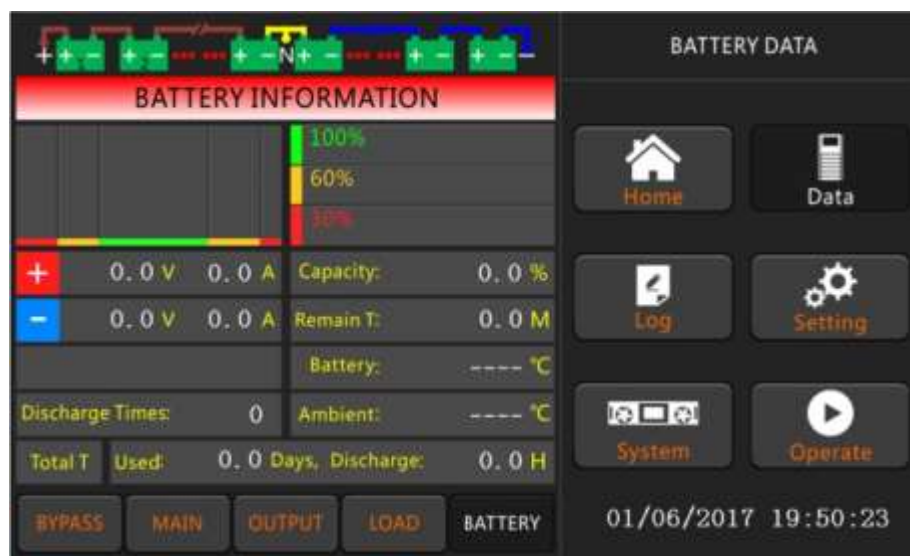 + + - + - + - N + - + - + - -
BATTERY DATA
BATTERY INFORMATION
100%
60%
30%
Home
Data
+ 0.0 V 0.0 A Capacity: 0.0 %
- 0.0 V 0.0 A Remain T: 0.0 M
Log
Setting
Battery: ---- °C
Discharge Times: 0 Ambient: ---- °C
Total T Used: 0.0 Days, Discharge: 0.0 H
System
Operate
BYPASS MAIN OUTPUT LOAD BATTERY
01/06/2017 19:50:23